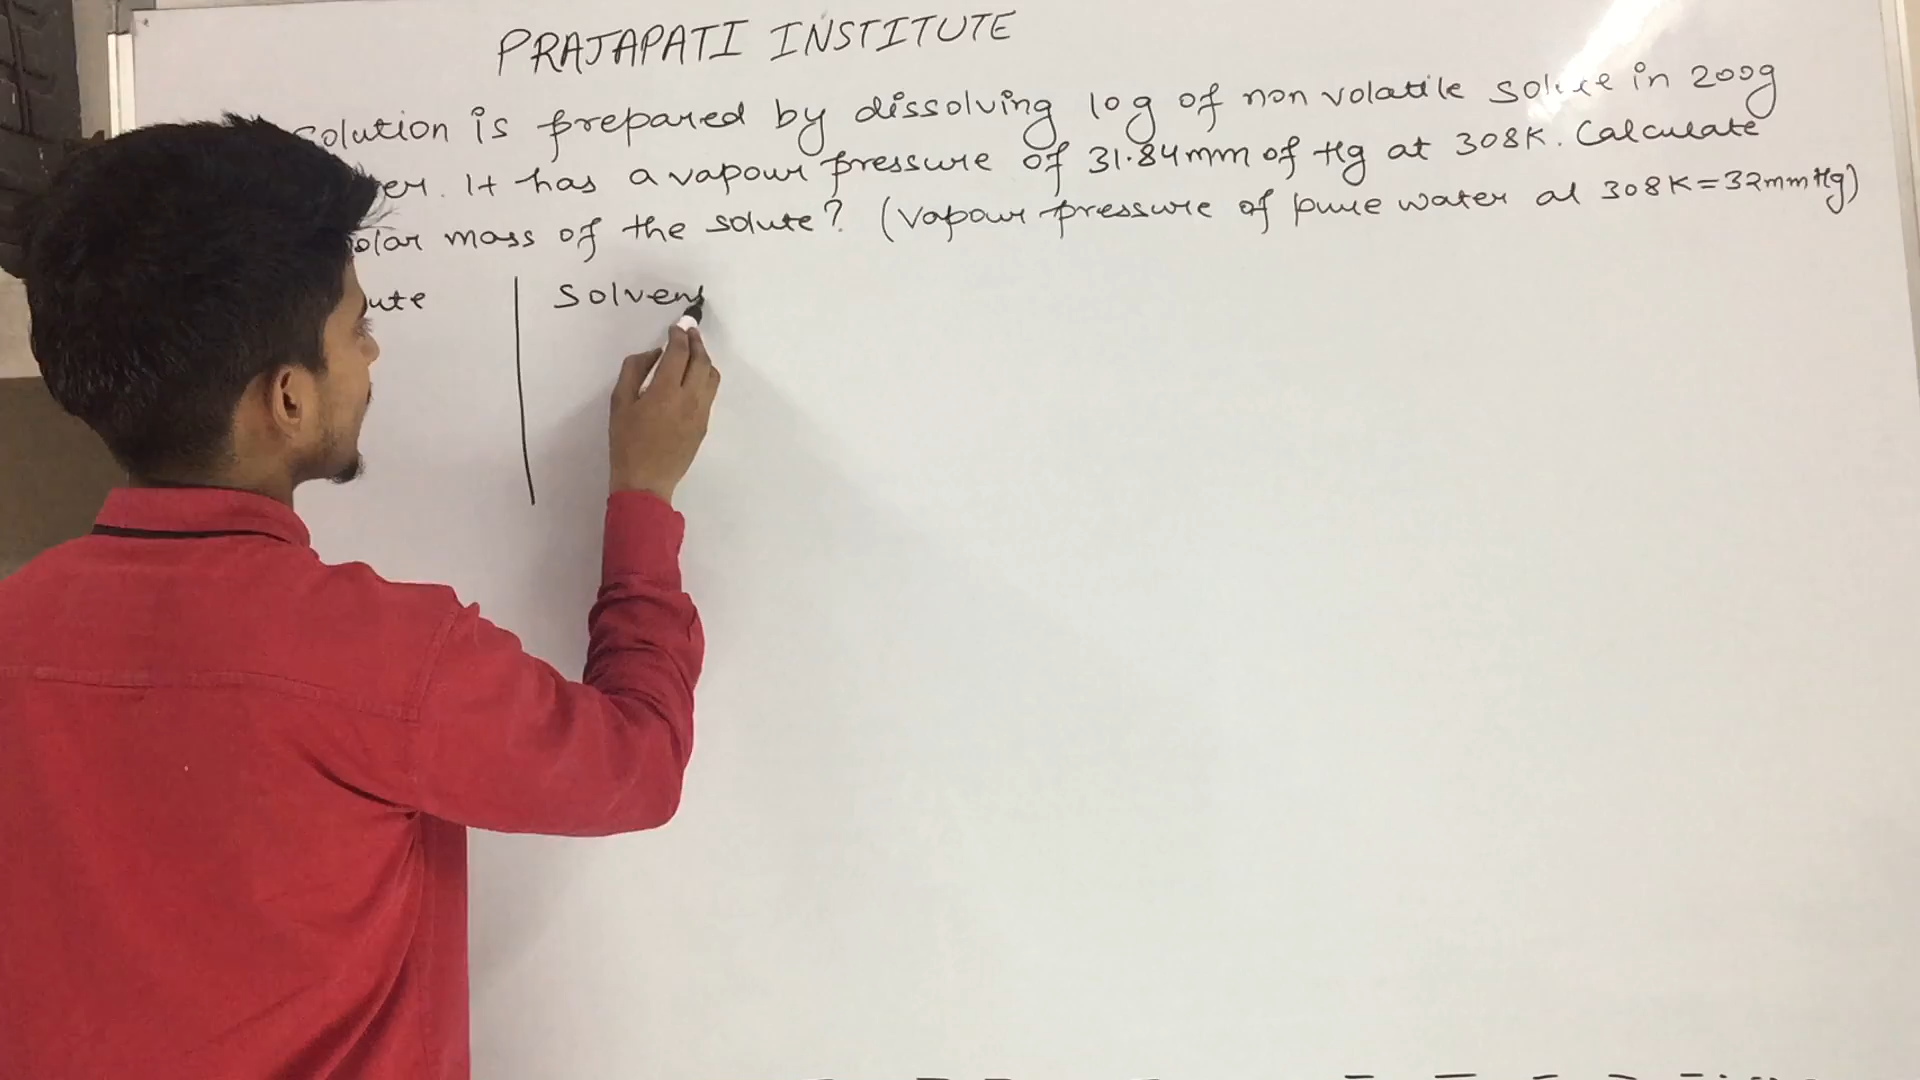 PRAJAPATI INSTITUTE
solution is prepared by dissolving 10g of non volatile solute in 200g
er. It has a vapour pressure of 31.84mm of Hg at 308K. Calculate
olar mass of the solute? (Vapour pressure of pure water at 308K=32mmHg)
ute Solven